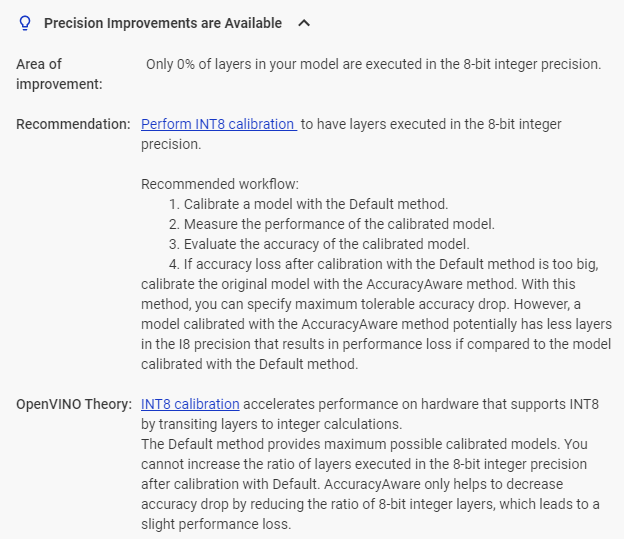 Precision Improvements are Available
Area of improvement:
Only 0% of layers in your model are executed in the 8-bit integer precision.
Recommendation:
Perform INT8 calibration to have layers executed in the 8-bit integer
precision.
Recommended workflow:
1. Calibrate a model with the Default method.
2. Measure the performance of the calibrated model.
3. Evaluate the accuracy of the calibrated model.
4. If accuracy loss after calibration with the Default method is too big,
calibrate the original model with the AccuracyAware method. With this
method, you can specify maximum tolerable accuracy drop. However, a
model calibrated with the AccuracyAware method potentially has less layers
in the I8 precision that results in performance loss if compared to the model
calibrated with the Default method.
OpenVINO Theory:
INT8 calibration accelerates performance on hardware that supports INT8
by transiting layers to integer calculations.
The Default method provides maximum possible calibrated models. You
cannot increase the ratio of layers executed in the 8-bit integer precision
after calibration with Default. AccuracyAware only helps to decrease
accuracy drop by reducing the ratio of 8-bit integer layers, which leads to a
slight performance loss.